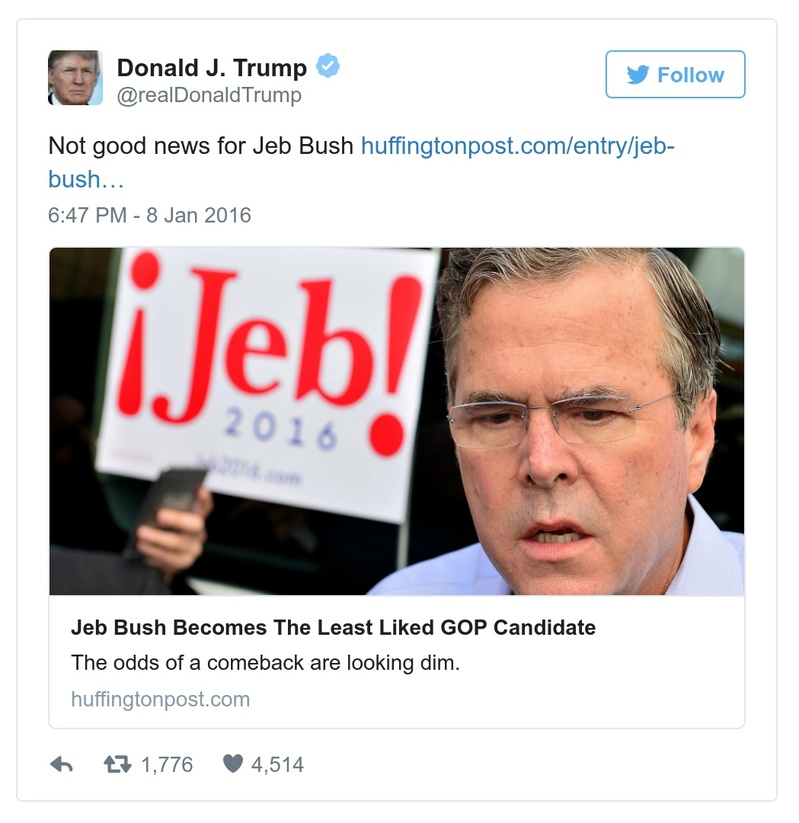 Donald J. Trump
@realDonaldTrump
Follow
Not good news for Jeb Bush huffingtonpost.com/entry/jeb-
bush…
6:47 PM - 8 Jan 2016
¡Jeb!
2016
jeb2016.com
Jeb Bush Becomes The Least Liked GOP Candidate
The odds of a comeback are looking dim.
huffingtonpost.com
1,776 4,514